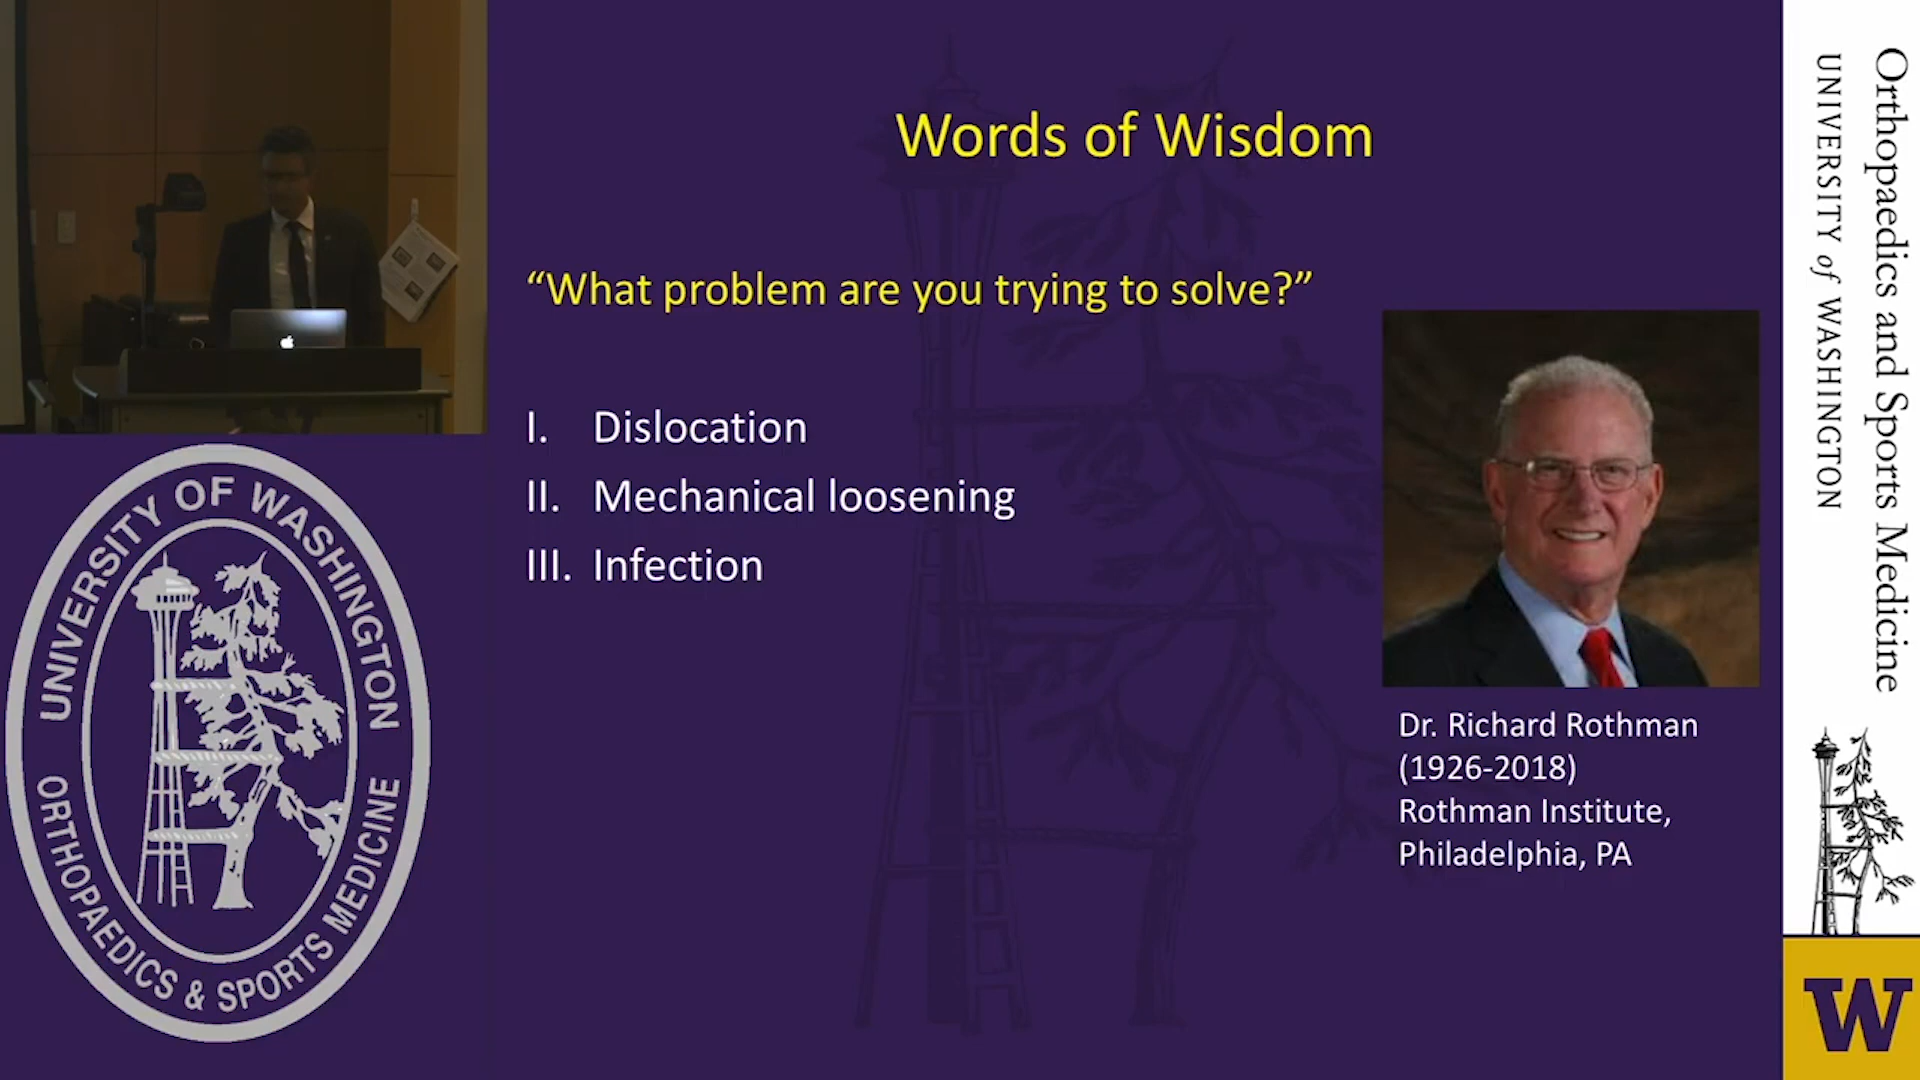 Words of Wisdom
“What problem are you trying to solve?”
I. Dislocation
II. Mechanical loosening
III. Infection
Dr. Richard Rothman
(1926-2018)
Rothman Institute,
Philadelphia, PA
UNIVERSITY OF WASHINGTON
ORTHOPAEDICS & SPORTS MEDICINE
Orthopaedics and Sports Medicine
UNIVERSITY of WASHINGTON
W